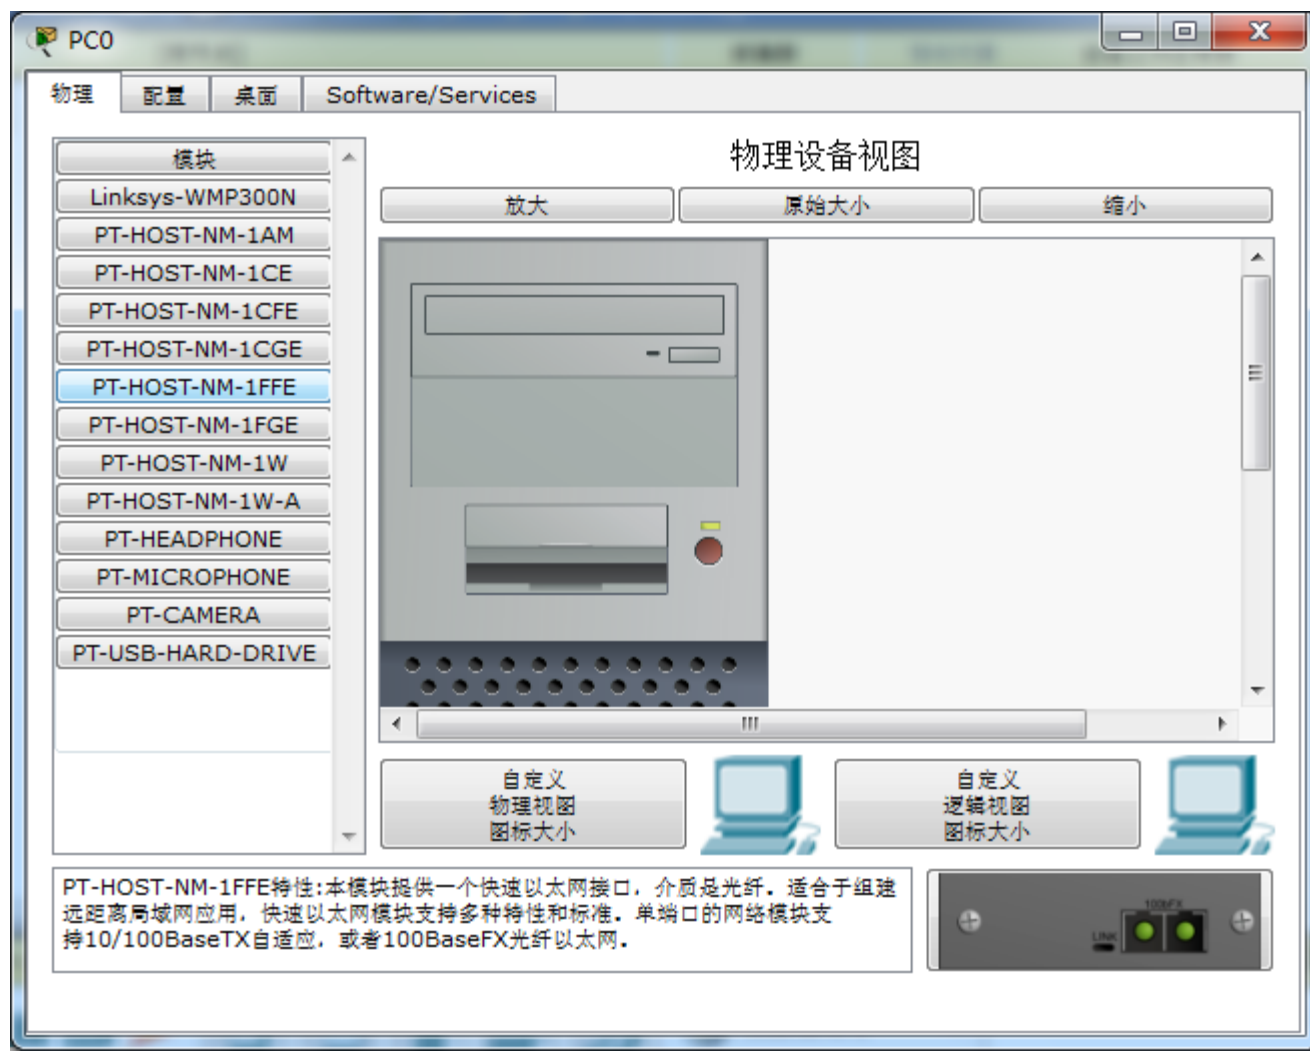 PC0
物理
配置
桌面
Software/Services
模块
Linksys-WMP300N
PT-HOST-NM-1AM
PT-HOST-NM-1CE
PT-HOST-NM-1CFE
PT-HOST-NM-1CGE
PT-HOST-NM-1FFE
PT-HOST-NM-1FGE
PT-HOST-NM-1W
PT-HOST-NM-1W-A
PT-HEADPHONE
PT-MICROPHONE
PT-CAMERA
PT-USB-HARD-DRIVE
物理设备视图
放大
原始大小
缩小
自定义
物理视图
图标大小
自定义
逻辑视图
图标大小
PT-HOST-NM-1FFE特性:本模块提供一个快速以太网接口，介质是光纤。适合于组建
远距离局域网应用，快速以太网模块支持多种特性和标准。单端口的网络模块支
持10/100BaseTX自适应，或者100BaseFX光纤以太网。
100bFX
LINK